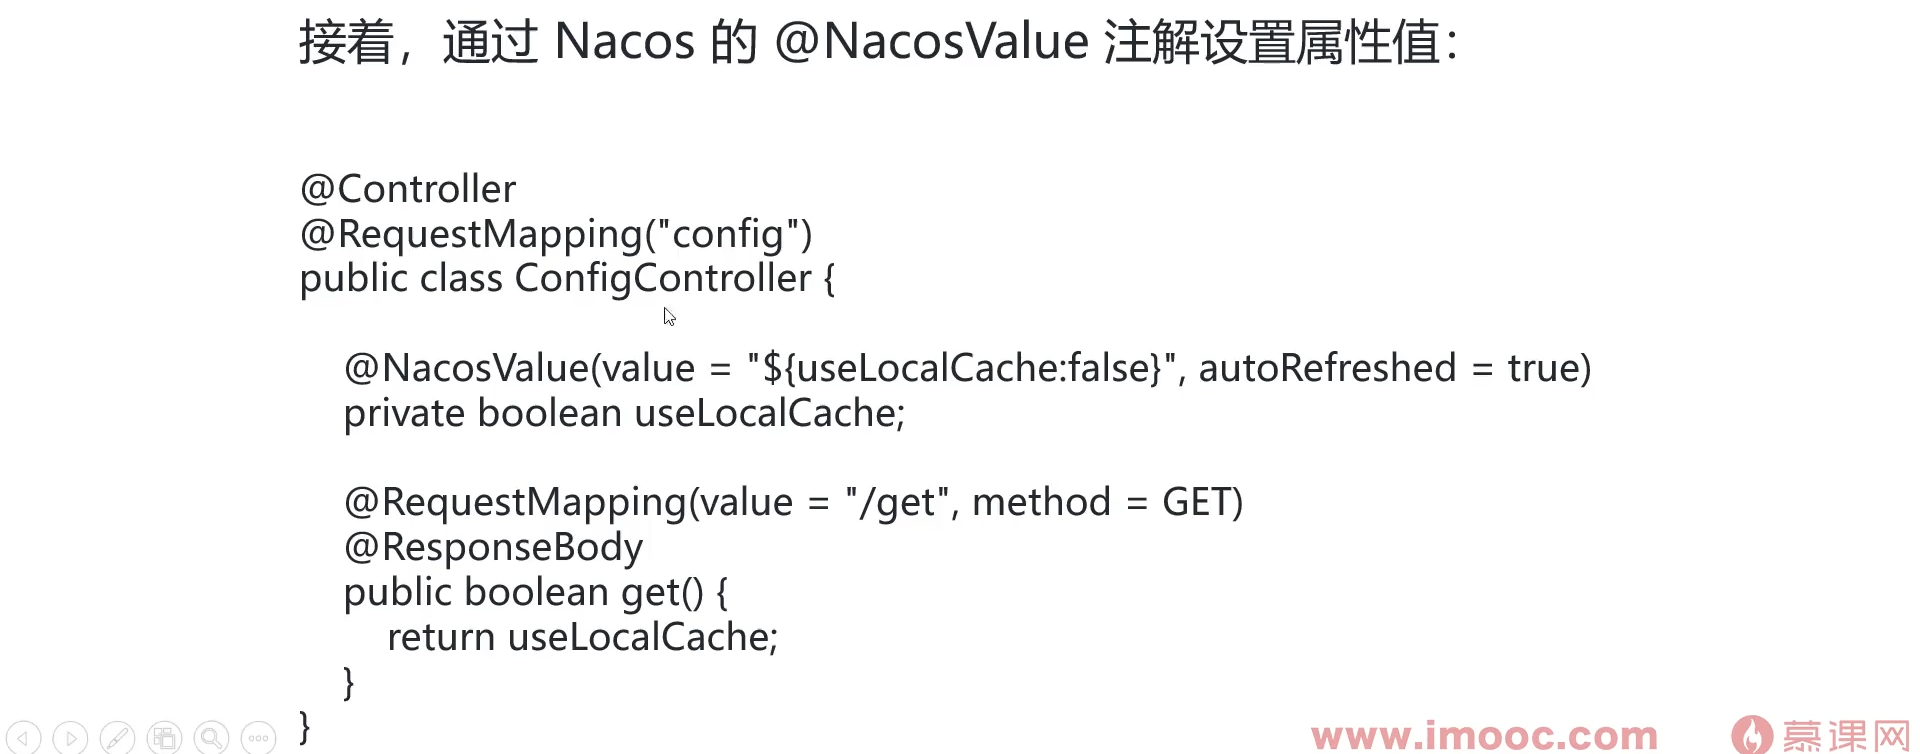 接着，通过 Nacos 的 @NacosValue 注解设置属性值：
@Controller
@RequestMapping("config")
public class ConfigController {
@NacosValue(value = "${useLocalCache:false}", autoRefreshed = true)
private boolean useLocalCache;
@RequestMapping(value = "/get", method = GET)
@ResponseBody
public boolean get() {
return useLocalCache;
}
}
www.imooc.com 慕课网